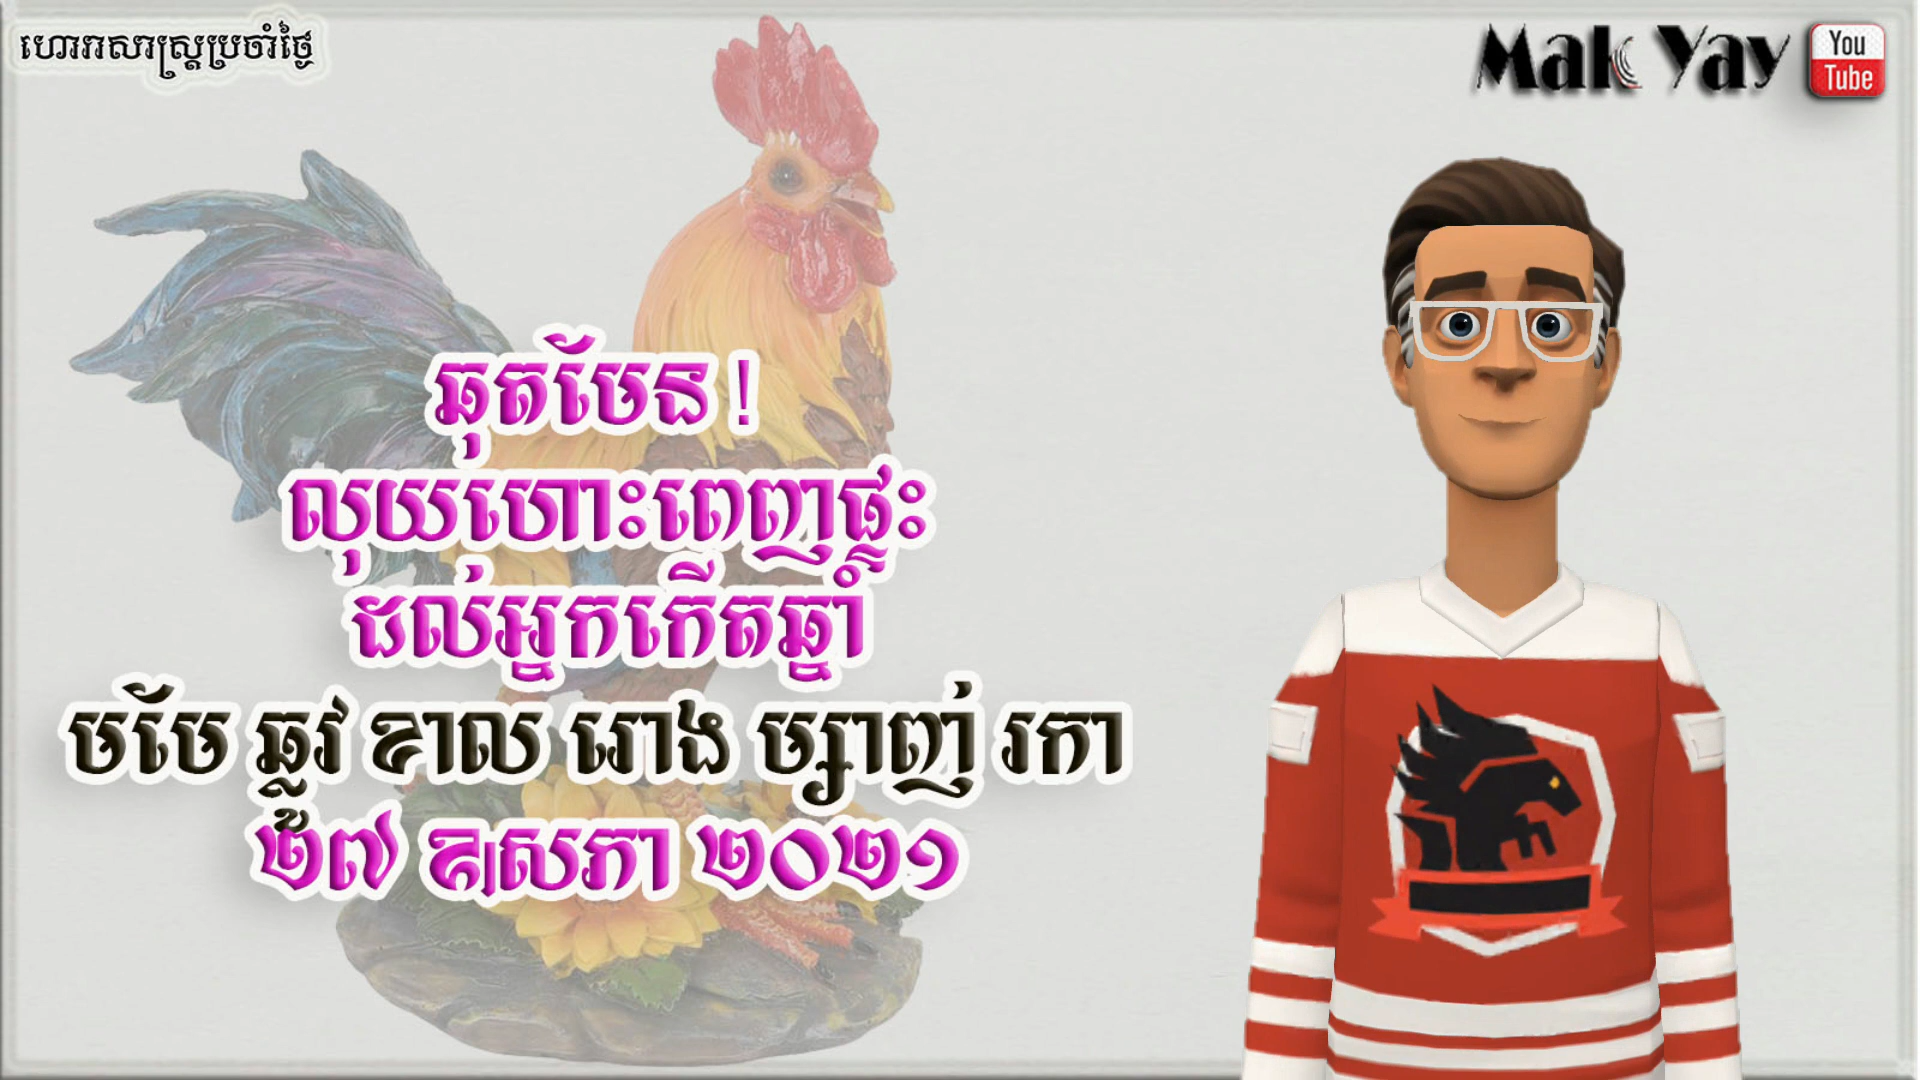 ហោរាសាស្ត្រប្រចាំថ្ងៃ
Mak Yay
You
Tube
ឆុតមែន!
លុយហោះពេញផ្ទះ
ដល់អ្នកកើតឆ្នាំ
មមែ ឆ្លូវ ខាល រោង ម្សាញ់ រកា
២៧ ឧសភា ២០២១